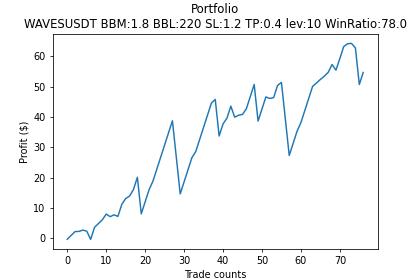 Portfolio
WAVESUSDT BBM:1.8 BBL:220 SL:1.2 TP:0.4 lev:10 WinRatio:78.0
Profit ($)
60
50
40
30
20
10
0
0 10 20 30 40 50 60 70
Trade counts